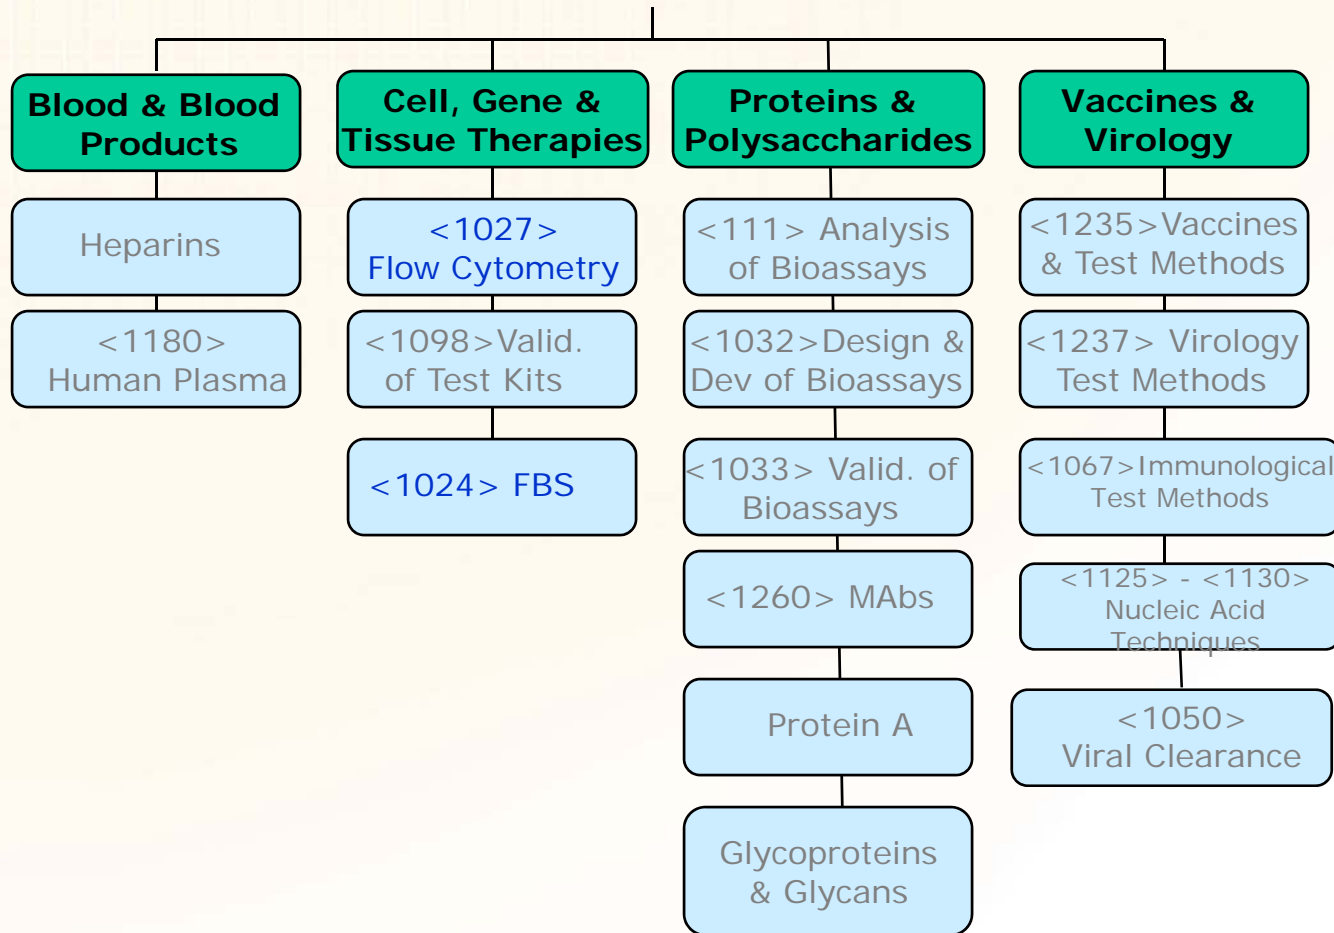 Blood & Blood
Products
Heparins
<1180>
Human Plasma
Cell, Gene &
Tissue Therapies
<1027>
Flow Cytometry
<1098>Valid.
of Test Kits
<1024> FBS
Proteins &
Polysaccharides
<111> Analysis
of Bioassays
<1032>Design &
Dev of Bioassays
<1033> Valid. of
Bioassays
<1260> MAbs
Protein A
Glycoproteins
& Glycans
Vaccines &
Virology
<1235>Vaccines
& Test Methods
<1237> Virology
Test Methods
<1067>Immunological
Test Methods
<1125> - <1130>
Nucleic Acid
Techniques
<1050>
Viral Clearance